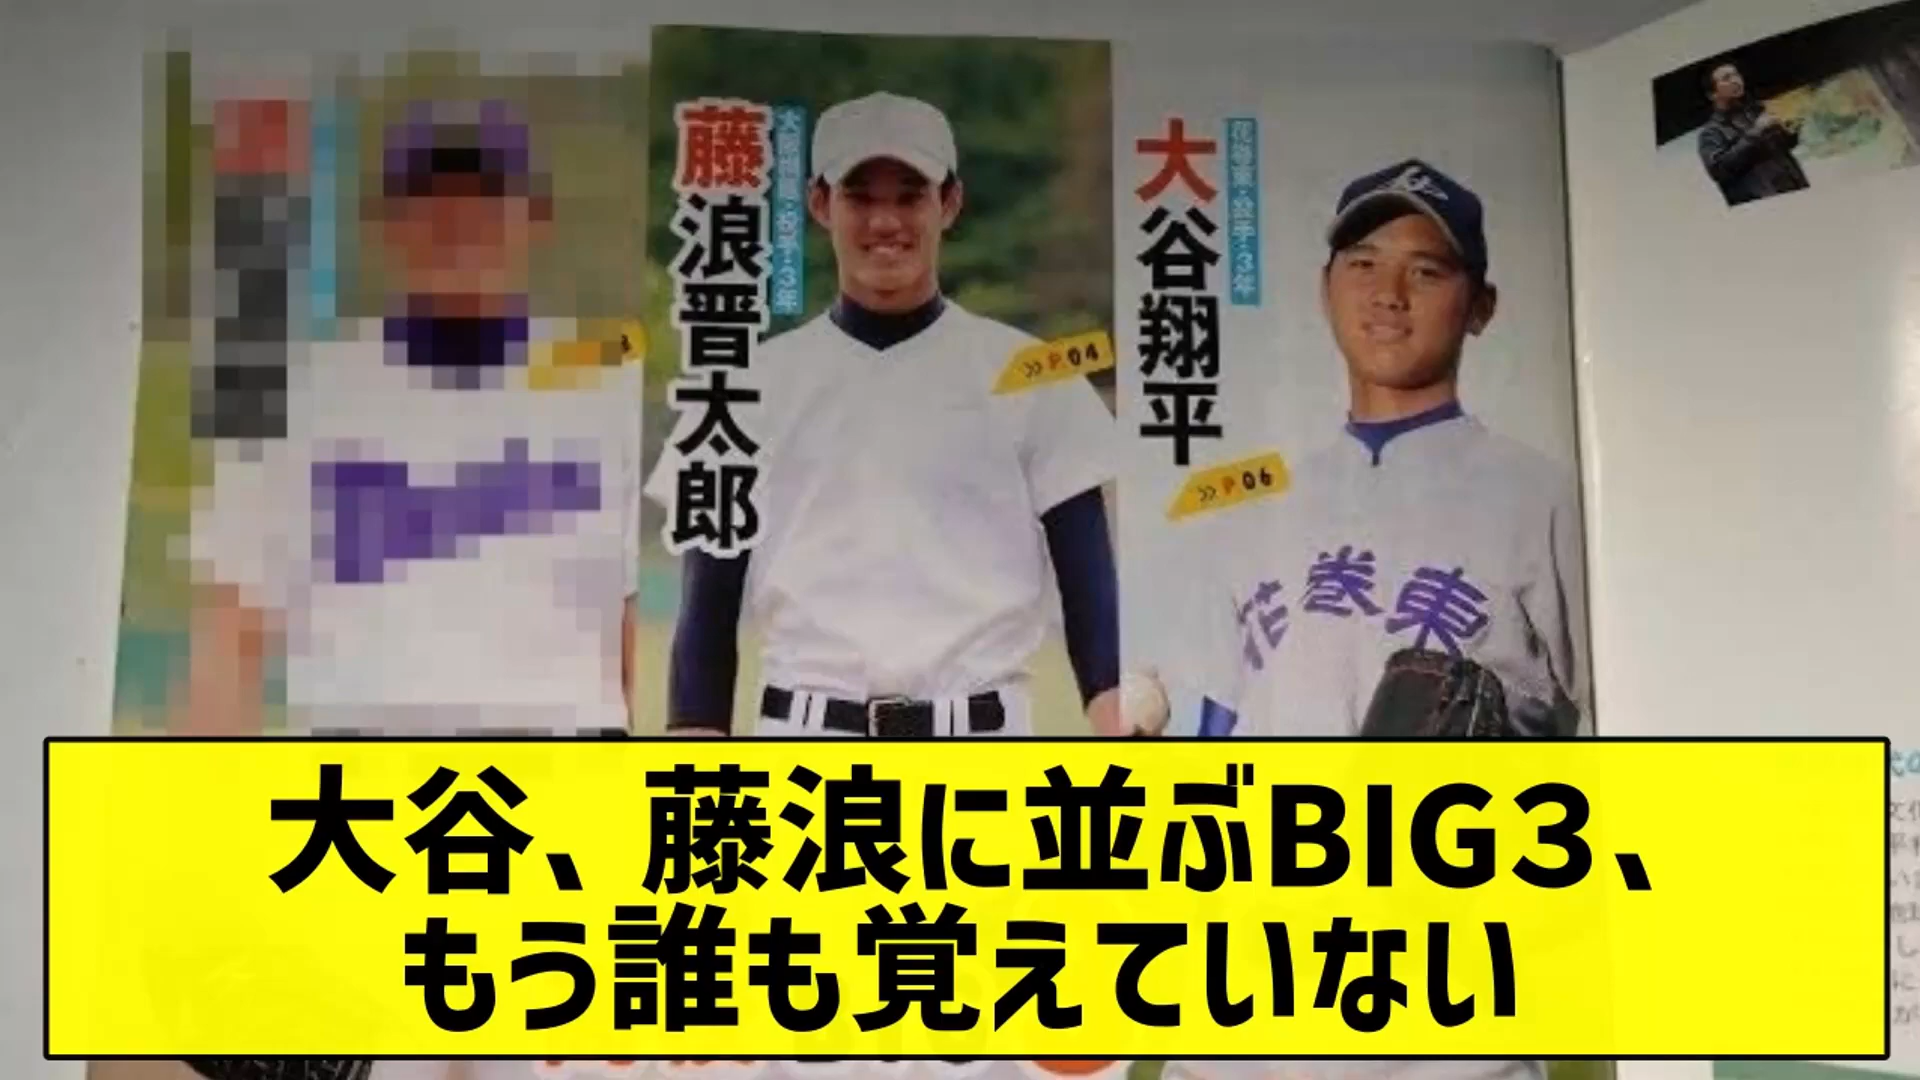 藤浪晋太郎
大阪桐蔭・投手・3年
>> P 04
大谷翔平
花巻東・投手・3年
>> P 06
花巻東
大谷、藤浪に並ぶBIG３、
もう誰も覚えていない